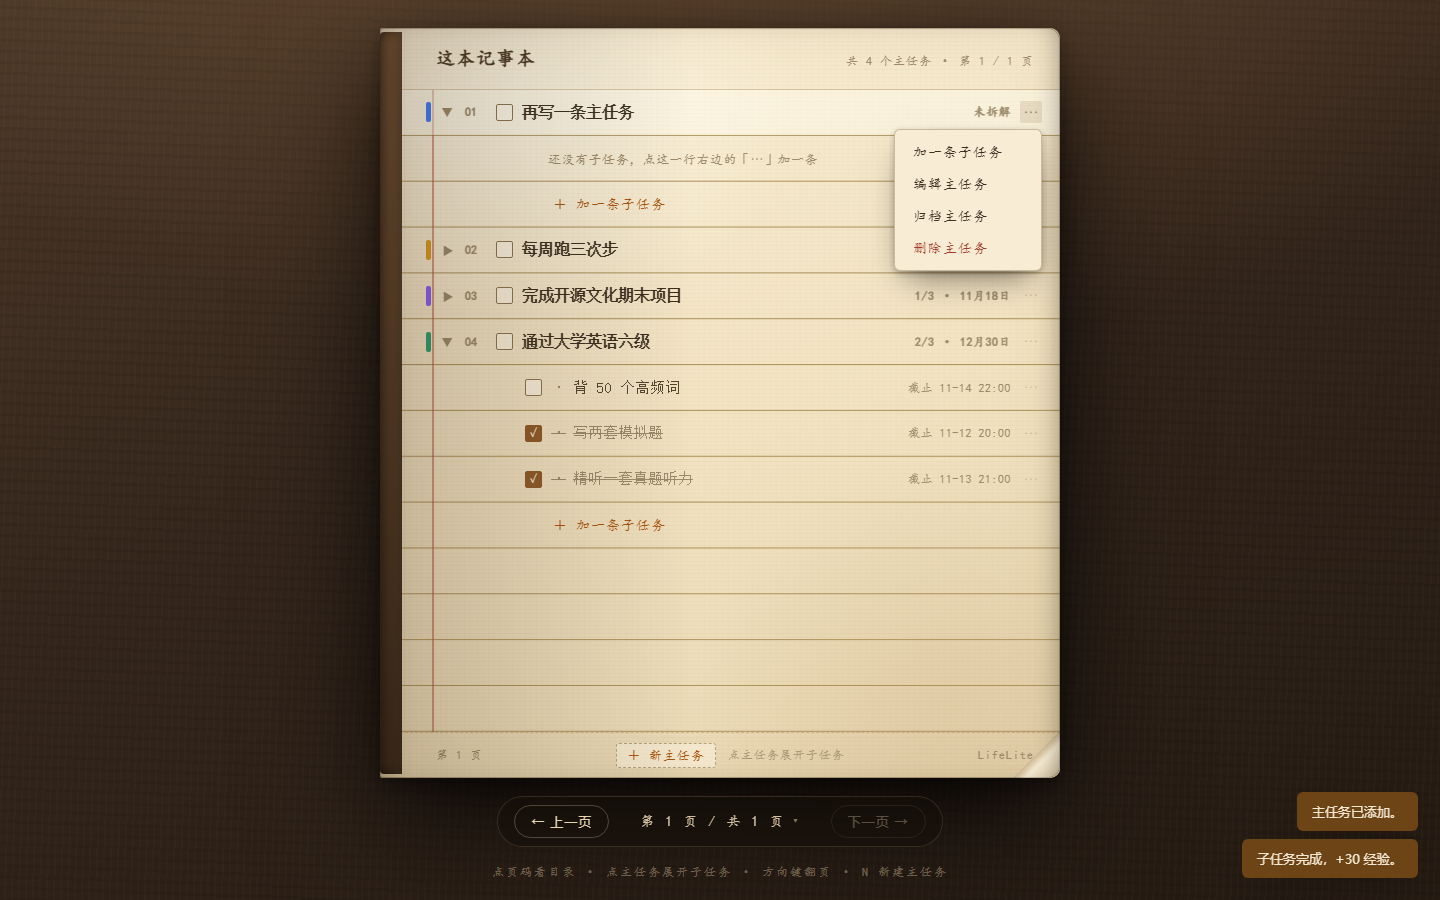 这本记事本
共 4 个主任务 • 第 1 / 1 页
▼ 01 再写一条主任务 未拆解 ···
还没有子任务，点这一行右边的「···」加一条
+ 加一条子任务
加一条子任务
编辑主任务
归档主任务
删除主任务
▶ 02 每周跑三次步
▶ 03 完成开源文化期末项目 1/3 • 11月18日 ···
▼ 04 通过大学英语六级 2/3 • 12月30日 ···
· 背 50 个高频词 截止 11-14 22:00 ···
√ · 写两套模拟题 截止 11-12 20:00 ···
√ · 精听一套真题听力 截止 11-13 21:00 ···
+ 加一条子任务
第 1 页
+ 新主任务
点主任务展开子任务
LifeLite
← 上一页
第 1 页 / 共 1 页 ▾
下一页 →
点页码看目录 • 点主任务展开子任务 • 方向键翻页 • N 新建主任务
主任务已添加。
子任务完成，+30 经验。